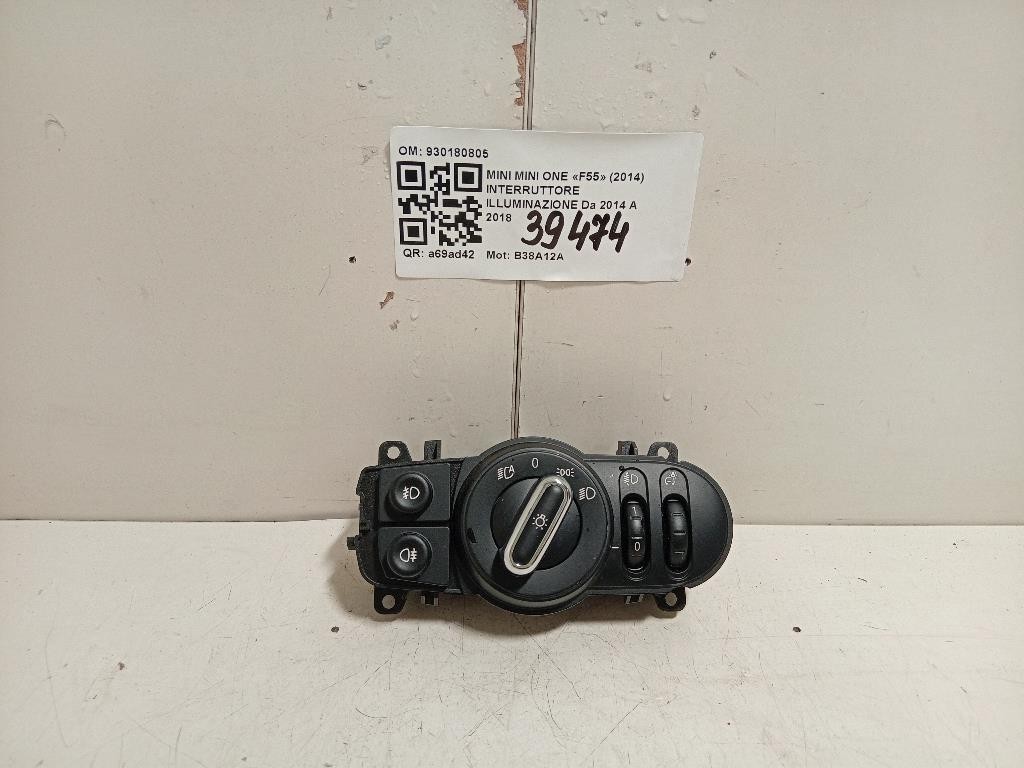 OM: 930180805
MINI MINI ONE «F55» (2014)
INTERRUTTORE
ILLUMINAZIONE Da 2014 A
2018
39474
QR: a69ad42 Mot: B38A12A
A 0
1
0